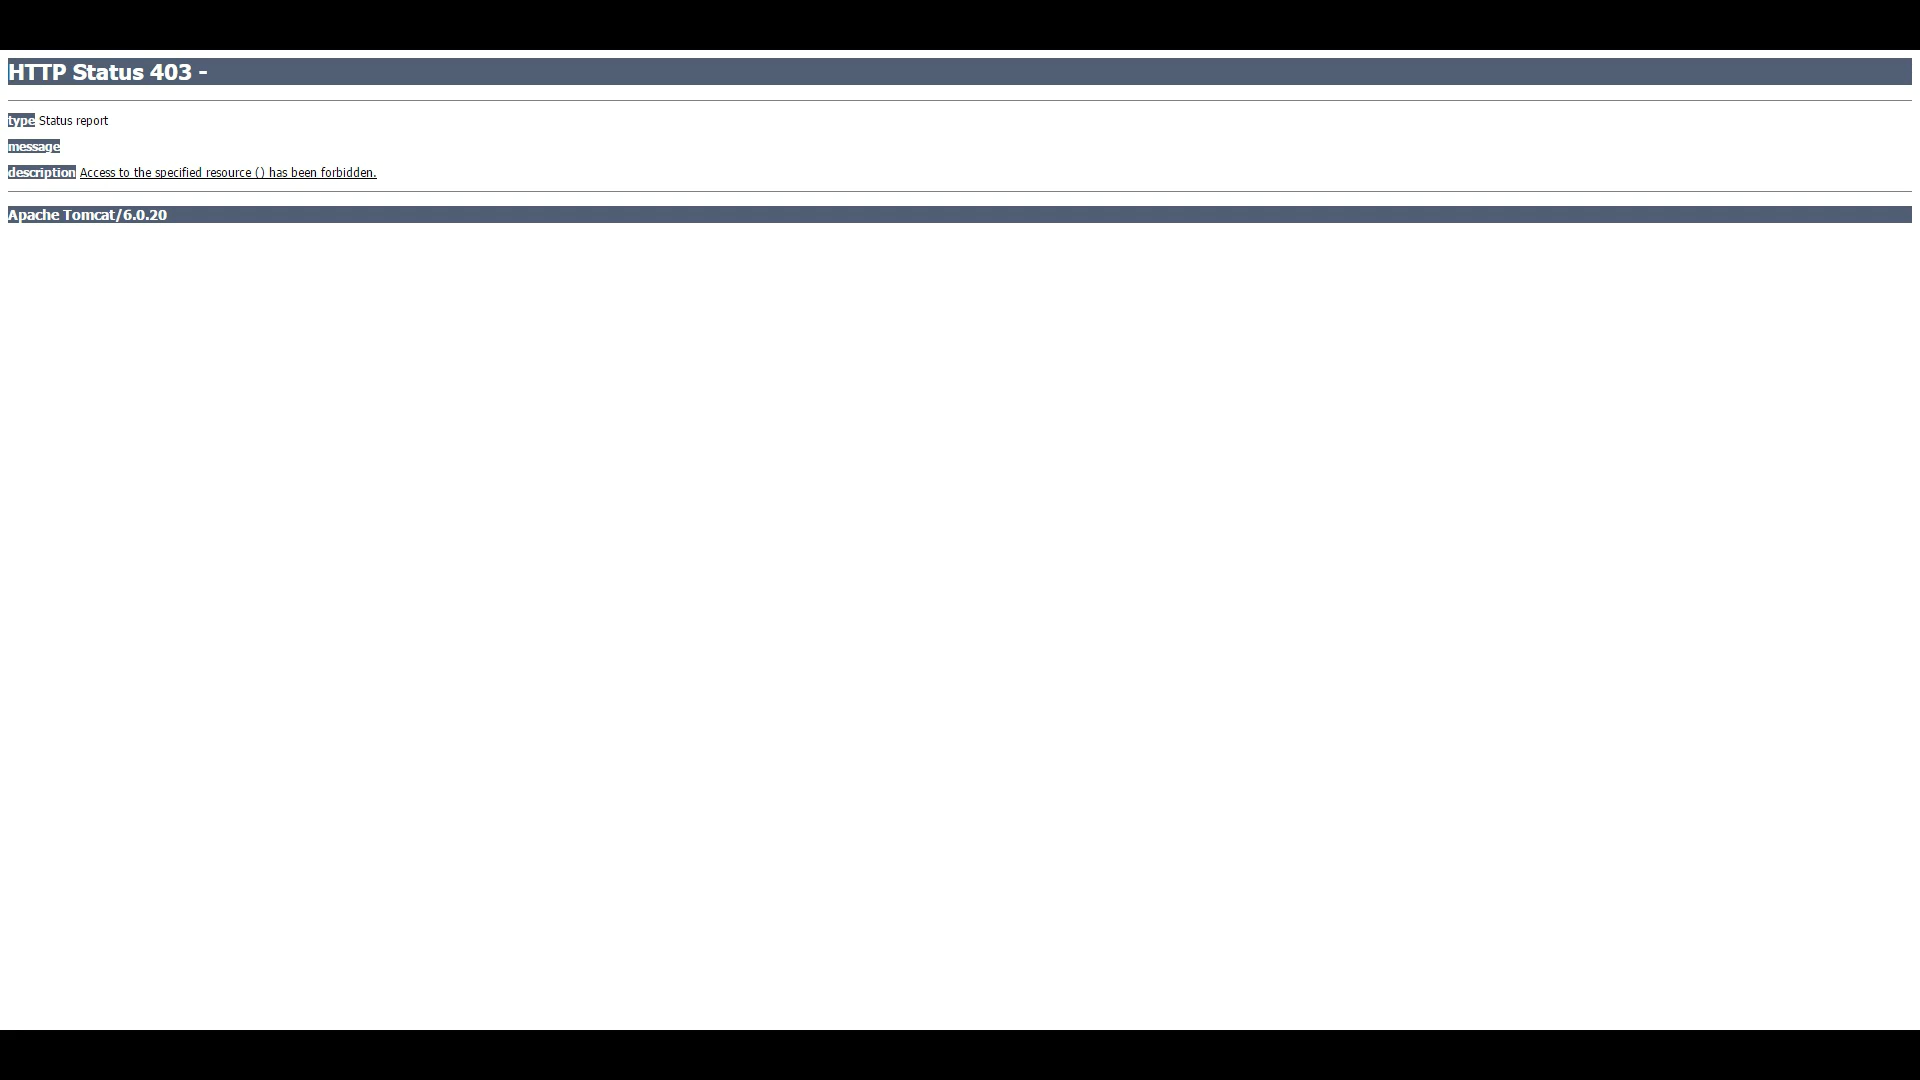 HTTP Status 403 -
type Status report
message
description Access to the specified resource () has been forbidden.
Apache Tomcat/6.0.20